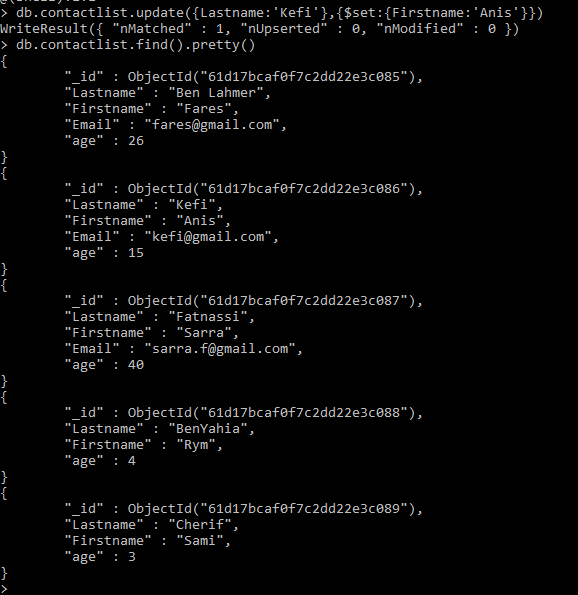 > db.contactlist.update({Lastname:'Kefi'},{$set:{Firstname:'Anis'}})
WriteResult({ "nMatched" : 1, "nUpserted" : 0, "nModified" : 0 })
> db.contactlist.find().pretty()
{
        "_id" : ObjectId("61d17bcaf0f7c2dd22e3c085"),
        "Lastname" : "Ben Lahmer",
        "Firstname" : "Fares",
        "Email" : "fares@gmail.com",
        "age" : 26
}
{
        "_id" : ObjectId("61d17bcaf0f7c2dd22e3c086"),
        "Lastname" : "Kefi",
        "Firstname" : "Anis",
        "Email" : "kefi@gmail.com",
        "age" : 15
}
{
        "_id" : ObjectId("61d17bcaf0f7c2dd22e3c087"),
        "Lastname" : "Fatnassi",
        "Firstname" : "Sarra",
        "Email" : "sarra.f@gmail.com",
        "age" : 40
}
{
        "_id" : ObjectId("61d17bcaf0f7c2dd22e3c088"),
        "Lastname" : "BenYahia",
        "Firstname" : "Rym",
        "age" : 4
}
{
        "_id" : ObjectId("61d17bcaf0f7c2dd22e3c089"),
        "Lastname" : "Cherif",
        "Firstname" : "Sami",
        "age" : 3
}
>